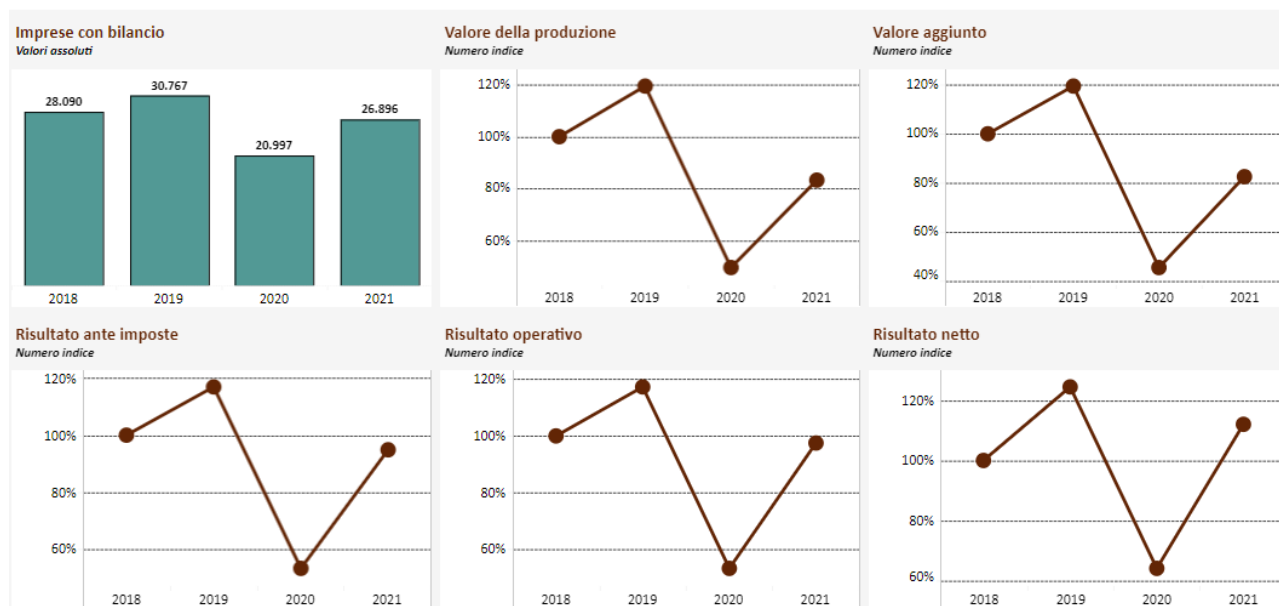 Imprese con bilancio
Valori assoluti
28.090
30.767
20.997
26.896
2018 2019 2020 2021
Valore della produzione
Numero indice
120%
100%
80%
60%
2018 2019 2020 2021
Valore aggiunto
Numero indice
120%
100%
80%
60%
40%
2018 2019 2020 2021
Risultato ante imposte
Numero indice
120%
100%
80%
60%
2018 2019 2020 2021
Risultato operativo
Numero indice
120%
100%
80%
60%
2018 2019 2020 2021
Risultato netto
Numero indice
120%
100%
80%
60%
2018 2019 2020 2021